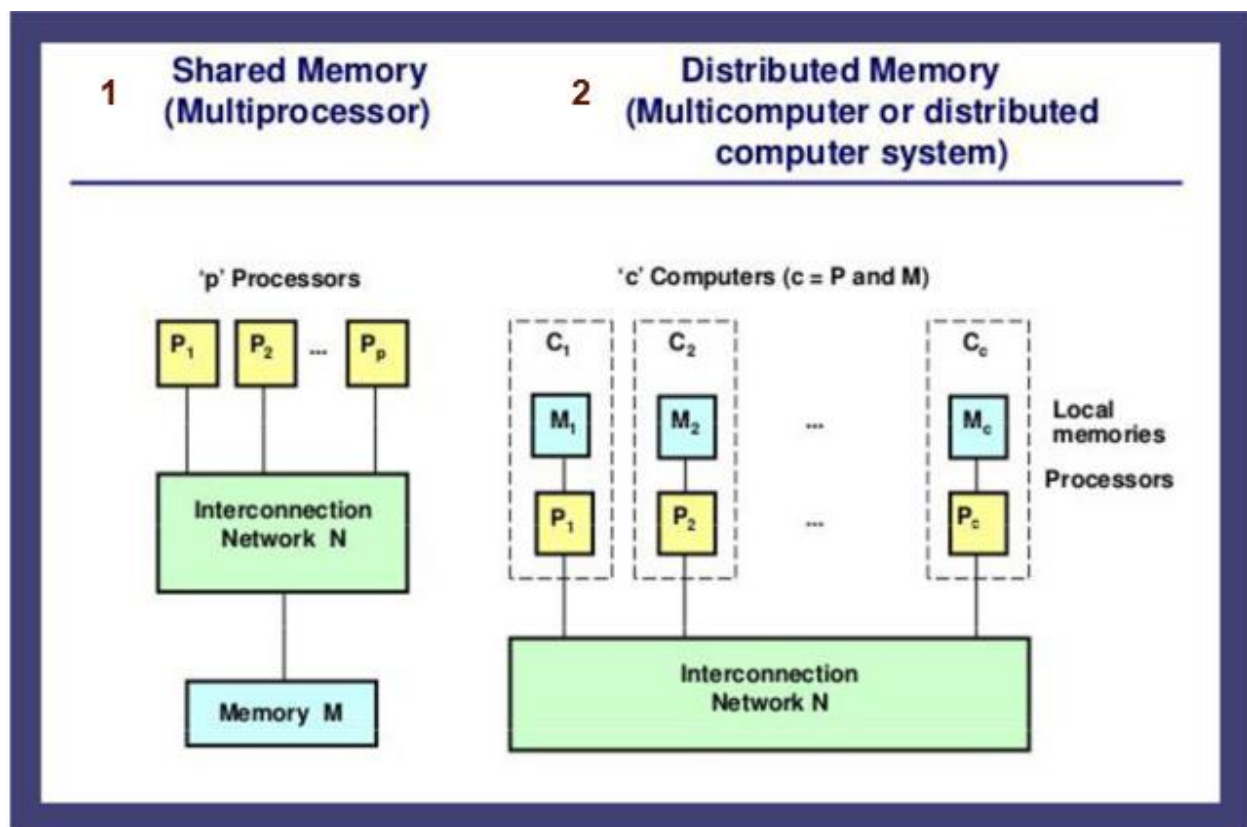 1
Shared Memory
(Multiprocessor)
2
Distributed Memory
(Multicomputer or distributed
computer system)
‘p’ Processors
P1 P2 ... Pp
Interconnection
Network N
Memory M
‘c’ Computers (c = P and M)
C1 C2 Cc
M1 M2 ... Mc
Local
memories
P1 P2 ... Pc
Processors
Interconnection
Network N